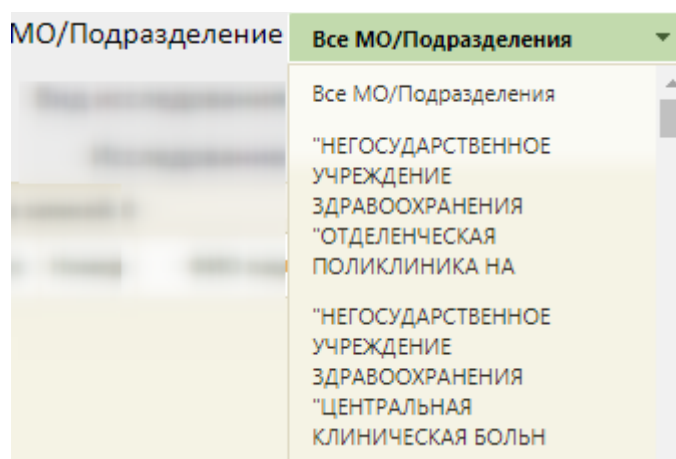 МО/Подразделение
Все МО/Подразделения
Все МО/Подразделения
"НЕГОСУДАРСТВЕННОЕ
УЧРЕЖДЕНИЕ
ЗДРАВООХРАНЕНИЯ
"ОТДЕЛЕНЧЕСКАЯ
ПОЛИКЛИНИКА НА
"НЕГОСУДАРСТВЕННОЕ
УЧРЕЖДЕНИЕ
ЗДРАВООХРАНЕНИЯ
"ЦЕНТРАЛЬНАЯ
КЛИНИЧЕСКАЯ БОЛЬН